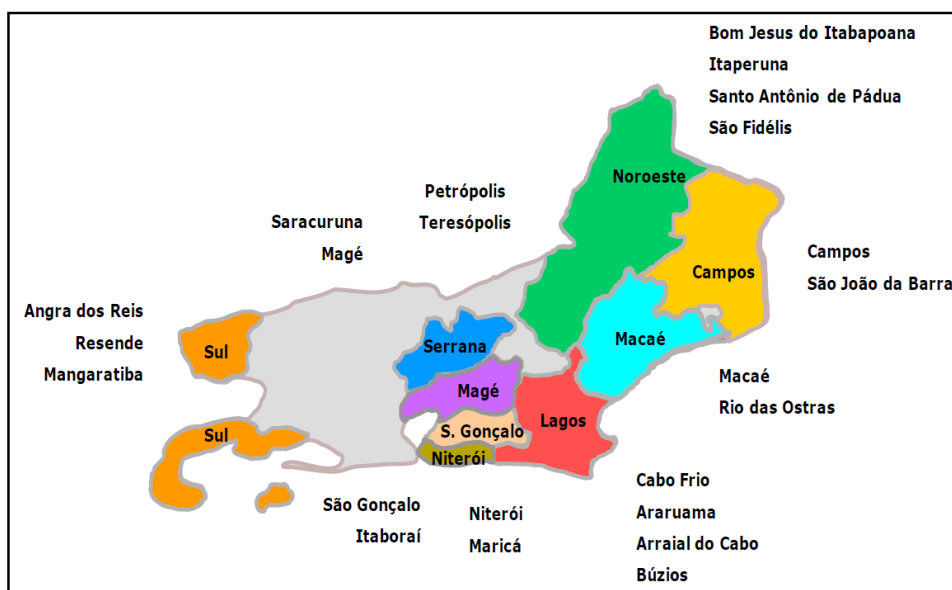 Bom Jesus do Itabapoana
Itaperuna
Santo Antônio de Pádua
São Fidélis
Noroeste
Petrópolis
Teresópolis
Saracuruna
Magé
Campos
Campos
São João da Barra
Angra dos Reis
Resende
Mangaratiba
Sul
Serrana
Macaé
Macaé
Rio das Ostras
Magé
Lagos
S. Gonçalo
Sul
Niterói
São Gonçalo
Itaboraí
Niterói
Maricá
Cabo Frio
Araruama
Arraial do Cabo
Búzios